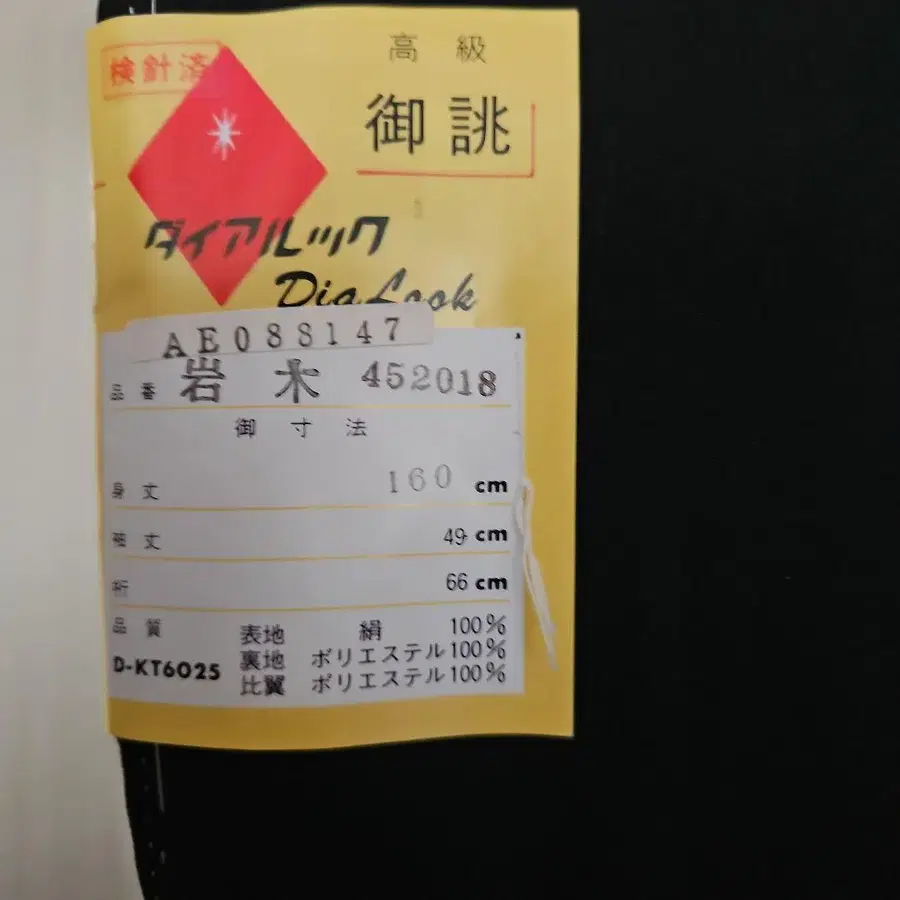 検針済
高級
御誂
ダイアルック
Dia Look
AE088147
品番 岩木 452018
御寸法
身丈 160 cm
袖丈 49 cm
裄 66 cm
品質 表地 絹 100%
裏地 ポリエステル 100%
D-KT6025
比翼 ポリエステル 100%